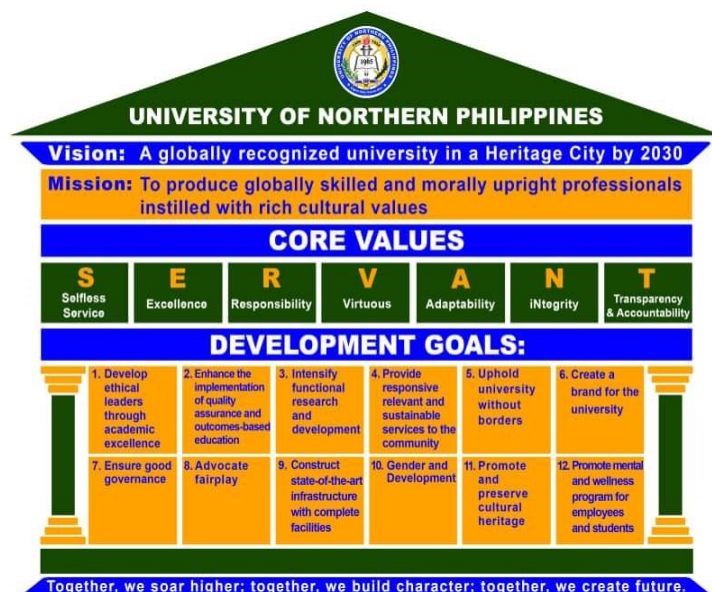 UNIVERSITY OF NORTHERN PHILIPPINES
1965
UNIVERSITY OF NORTHERN PHILIPPINES
Vision: A globally recognized university in a Heritage City by 2030
Mission: To produce globally skilled and morally upright professionals
instilled with rich cultural values
CORE VALUES
S
Selfless
Service
E
Excellence
R
Responsibility
V
Virtuous
A
Adaptability
N
iNtegrity
T
Transparency
& Accountability
DEVELOPMENT GOALS:
1. Develop
ethical
leaders
through
academic
excellence
2. Enhance the
implementation
of quality
assurance and
outcomes-based
education
3. Intensify
functional
research
and
development
4. Provide
responsive
relevant and
sustainable
services to the
community
5. Uphold
university
without
borders
6. Create a
brand for the
university
7. Ensure good
governance
8. Advocate
fairplay
9. Construct
state-of-the-art
infrastructure
with complete
facilities
10. Gender and
Development
11. Promote
and
preserve
cultural
heritage
12. Promote mental
and wellness
program for
employees
and students
Together, we soar higher; together, we build character; together, we create future.